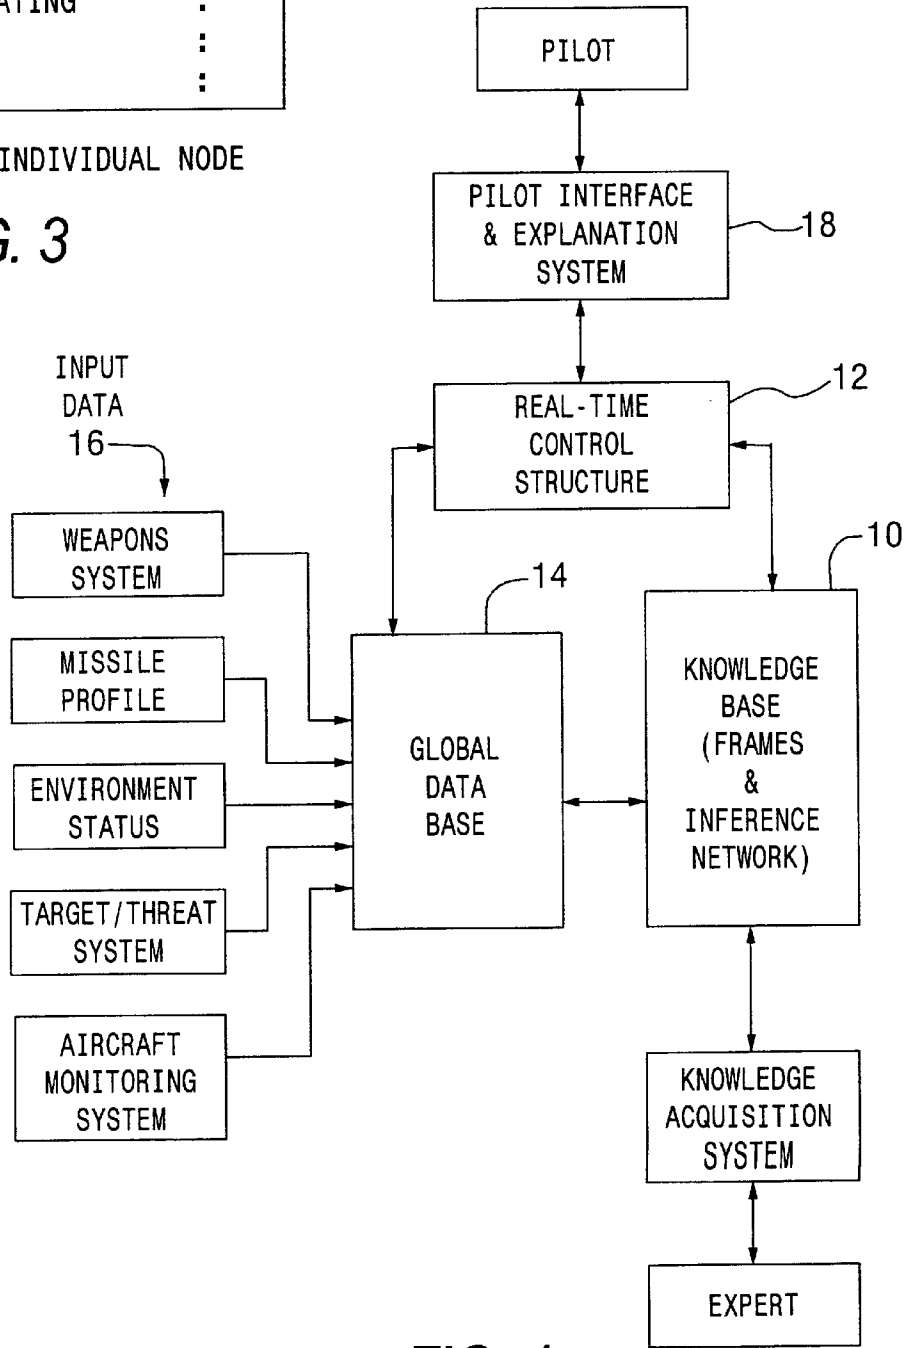 :
:
:
INDIVIDUAL NODE
3
PILOT
PILOT INTERFACE
& EXPLANATION
SYSTEM
18
INPUT
DATA
16
REAL-TIME
CONTROL
STRUCTURE
12
WEAPONS
SYSTEM
MISSILE
PROFILE
ENVIRONMENT
STATUS
TARGET/THREAT
SYSTEM
AIRCRAFT
MONITORING
SYSTEM
14
GLOBAL
DATA
BASE
10
KNOWLEDGE
BASE
(FRAMES
&
INFERENCE
NETWORK)
KNOWLEDGE
ACQUISITION
SYSTEM
EXPERT